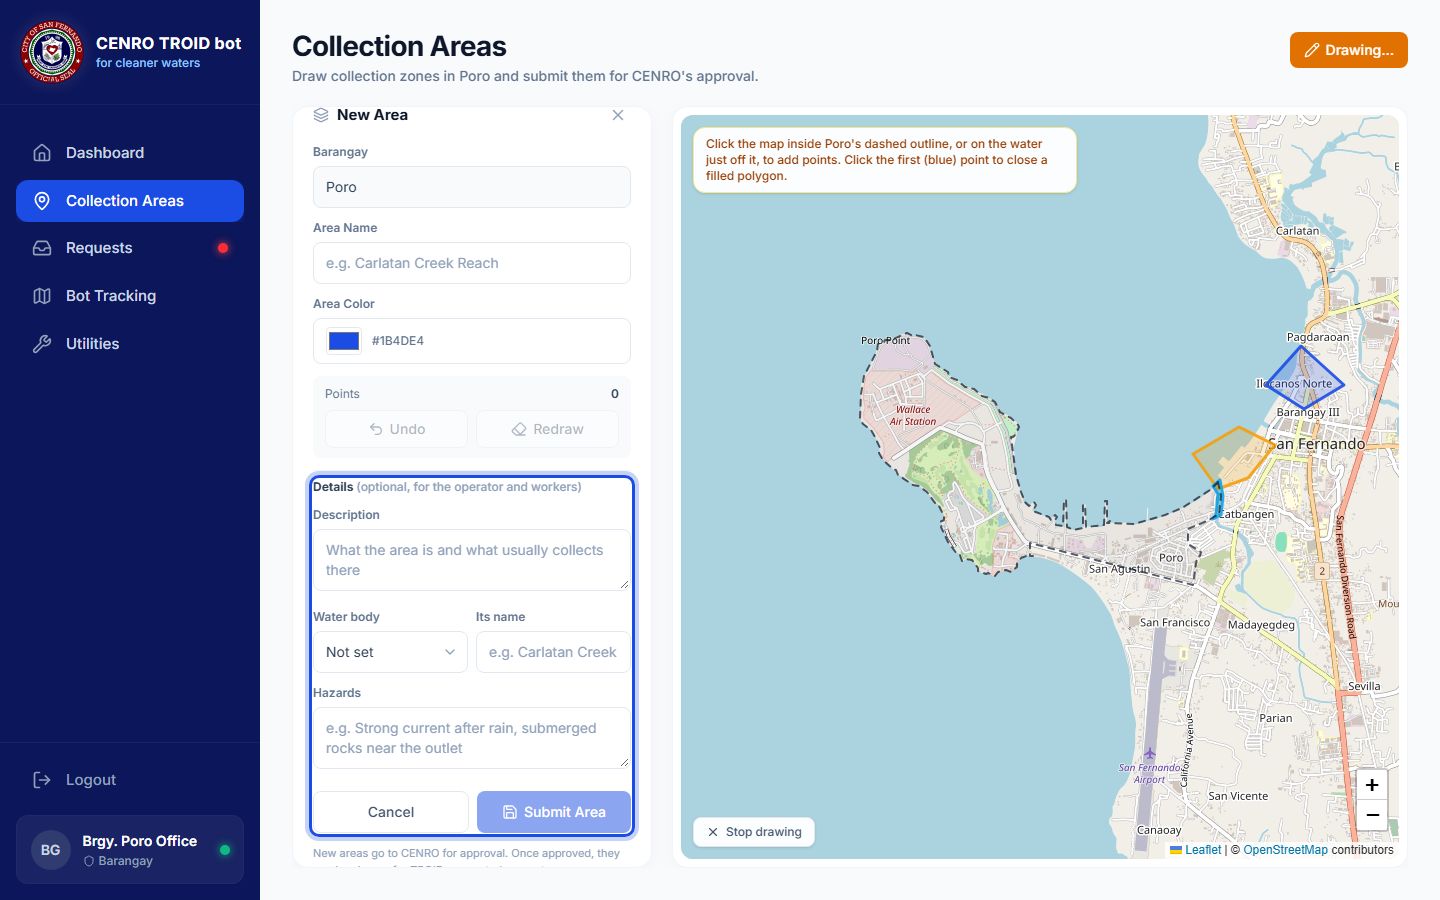 CITY OF SAN FERNANDO
OFFICIAL SEAL
CENRO TROID bot
for cleaner waters
Dashboard
Collection Areas
Requests
Bot Tracking
Utilities
Logout
BG
Brgy. Poro Office
Barangay
Collection Areas
Draw collection zones in Poro and submit them for CENRO's approval.
Drawing...
New Area
Barangay
Poro
Area Name
e.g. Carlatan Creek Reach
Area Color
#1B4DE4
Points
0
Undo
Redraw
Details (optional, for the operator and workers)
Description
What the area is and what usually collects
there
Water body
Its name
Not set
e.g. Carlatan Creek
Hazards
e.g. Strong current after rain, submerged
rocks near the outlet
Cancel
Submit Area
New areas go to CENRO for approval. Once approved, they
Click the map inside Poro's dashed outline, or on the water
just off it, to add points. Click the first (blue) point to close a
filled polygon.
Carlatan
Pagdaraoan
Poro Point
Ilocanos Norte
Barangay III
Wallace
Air Station
San Fernando
Catbangen
Poro
San Agustin
San Fernando Diversion Road
2
Mou
San Francisco
Madayegdeg
Sevilla
Parian
California Avenue
San Fernando
Airport
San Vicente
Canaoay
+
−
Stop drawing
Leaflet | © OpenStreetMap contributors